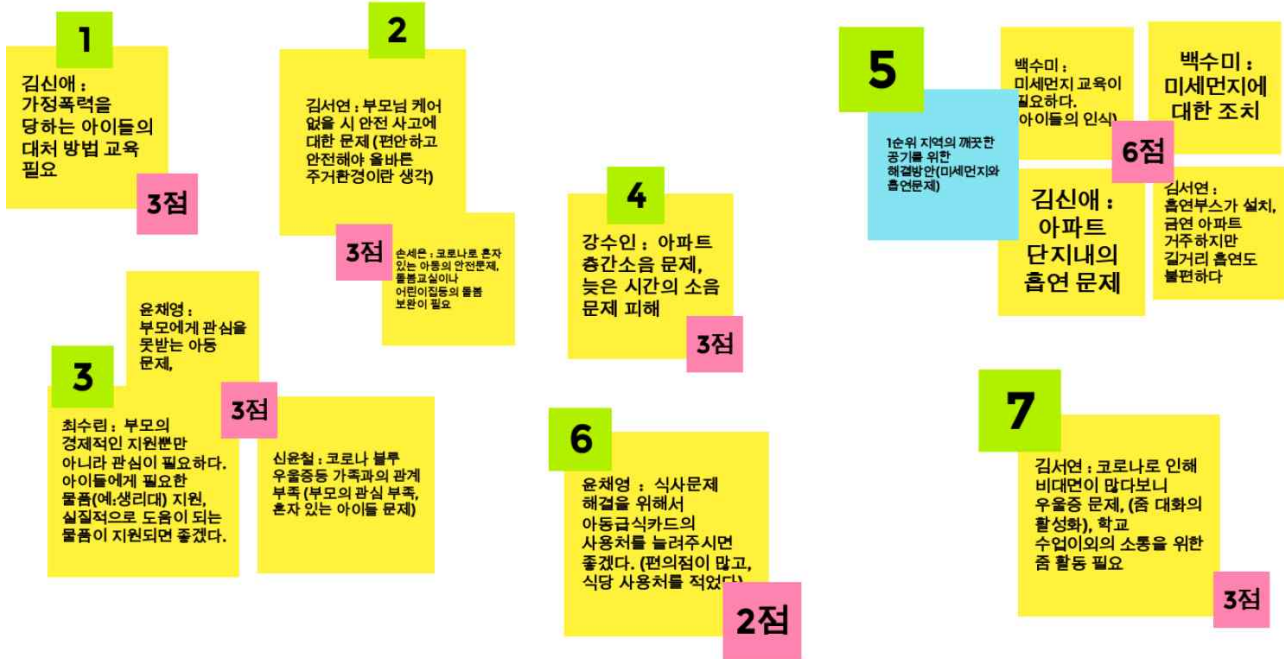 1
김신애 :
가정폭력을
당하는 아이들의
대처 방법 교육
필요
3점
2
김서연 : 부모님 케어
없을 시 안전 사고에
대한 문제 (편안하고
안전해야 올바른
주거환경이란 생각)
3점
손세은 : 코로나로 혼자
있는 아동의 안전문제,
돌봄교실이나
어린이집등의 돌봄
보완이 필요
윤채영 :
부모에게 관심을
못받는 아동
문제,
3
3점
최수린 : 부모의
경제적인 지원뿐만
아니라 관심이 필요하다.
아이들에게 필요한
물품(예:생리대) 지원,
실질적으로 도움이 되는
물품이 지원되면 좋겠다.
신윤철 : 코로나 블루
우울증등 가족과의 관계
부족 (부모의 관심 부족,
혼자 있는 아이들 문제)
4
강수인 : 아파트
층간소음 문제,
늦은 시간의 소음
문제 피해
3점
5
1순위 지역의 깨끗한
공기를 위한
해결방안(미세먼지와
흡연문제)
백수미 :
미세먼지 교육이
필요하다.
아이들의 인식)
백수미 :
미세먼지에
대한 조치
6점
김신애 :
아파트
단지내의
흡연 문제
김서연 :
흡연부스가 설치,
금연 아파트
거주하지만
길거리 흡연도
불편하다
6
윤채영 : 식사문제
해결을 위해서
아동급식카드의
사용처를 늘려주시면
좋겠다. (편의점이 많고,
식당 사용처를 적었다)
2점
7
김서연 : 코로나로 인해
비대면이 많다보니
우울증 문제, (줌 대화의
활성화), 학교
수업이외의 소통을 위한
줌 활동 필요
3점